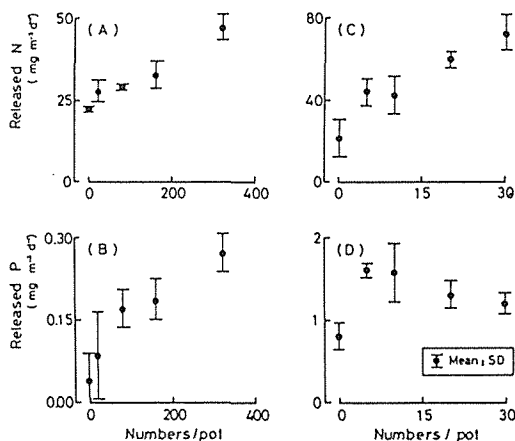 50
(A)
25
0
0 200 400
Released N
(mg m⁻³ d⁻¹)
80
(C)
40
0
0 15 30
0.30
(B)
0.15
0.00
0 200 400
Released P
(mg m⁻³ d⁻¹)
Numbers/pot
2
(D)
1
0
0 15 30
Mean ± SD
Numbers / pot